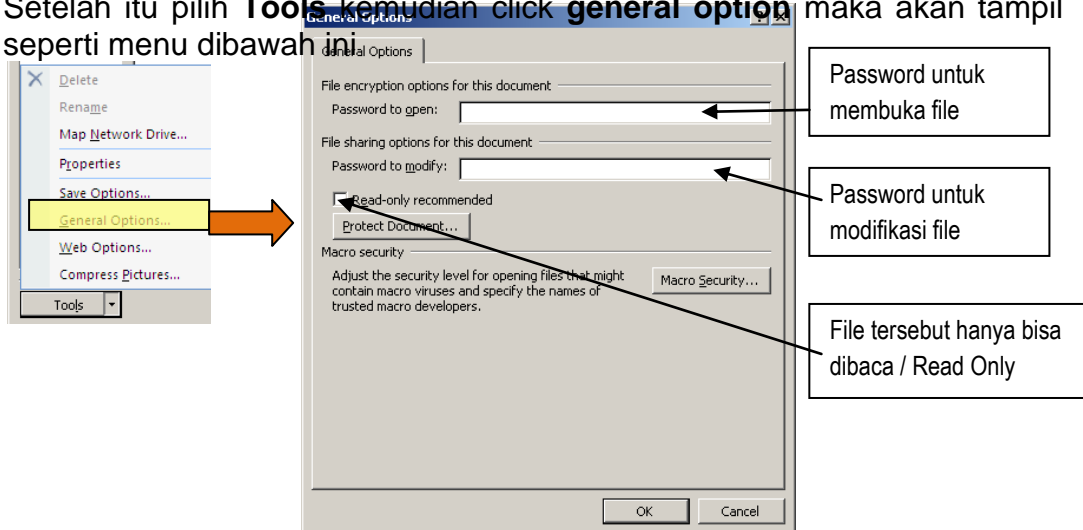 Setelah itu pilih Tools kemudian click general option maka akan tampil
seperti menu dibawah ini
Delete
Rename
Map Network Drive...
Properties
Save Options...
General Options...
Web Options...
Compress Pictures...
Tools
General Options
General Options
File encryption options for this document
Password to open:
File sharing options for this document
Password to modify:
Read-only recommended
Protect Document...
Macro security
Adjust the security level for opening files that might
contain macro viruses and specify the names of
trusted macro developers.
Macro Security...
OK
Cancel
Password untuk
membuka file
Password untuk
modifikasi file
File tersebut hanya bisa
dibaca / Read Only